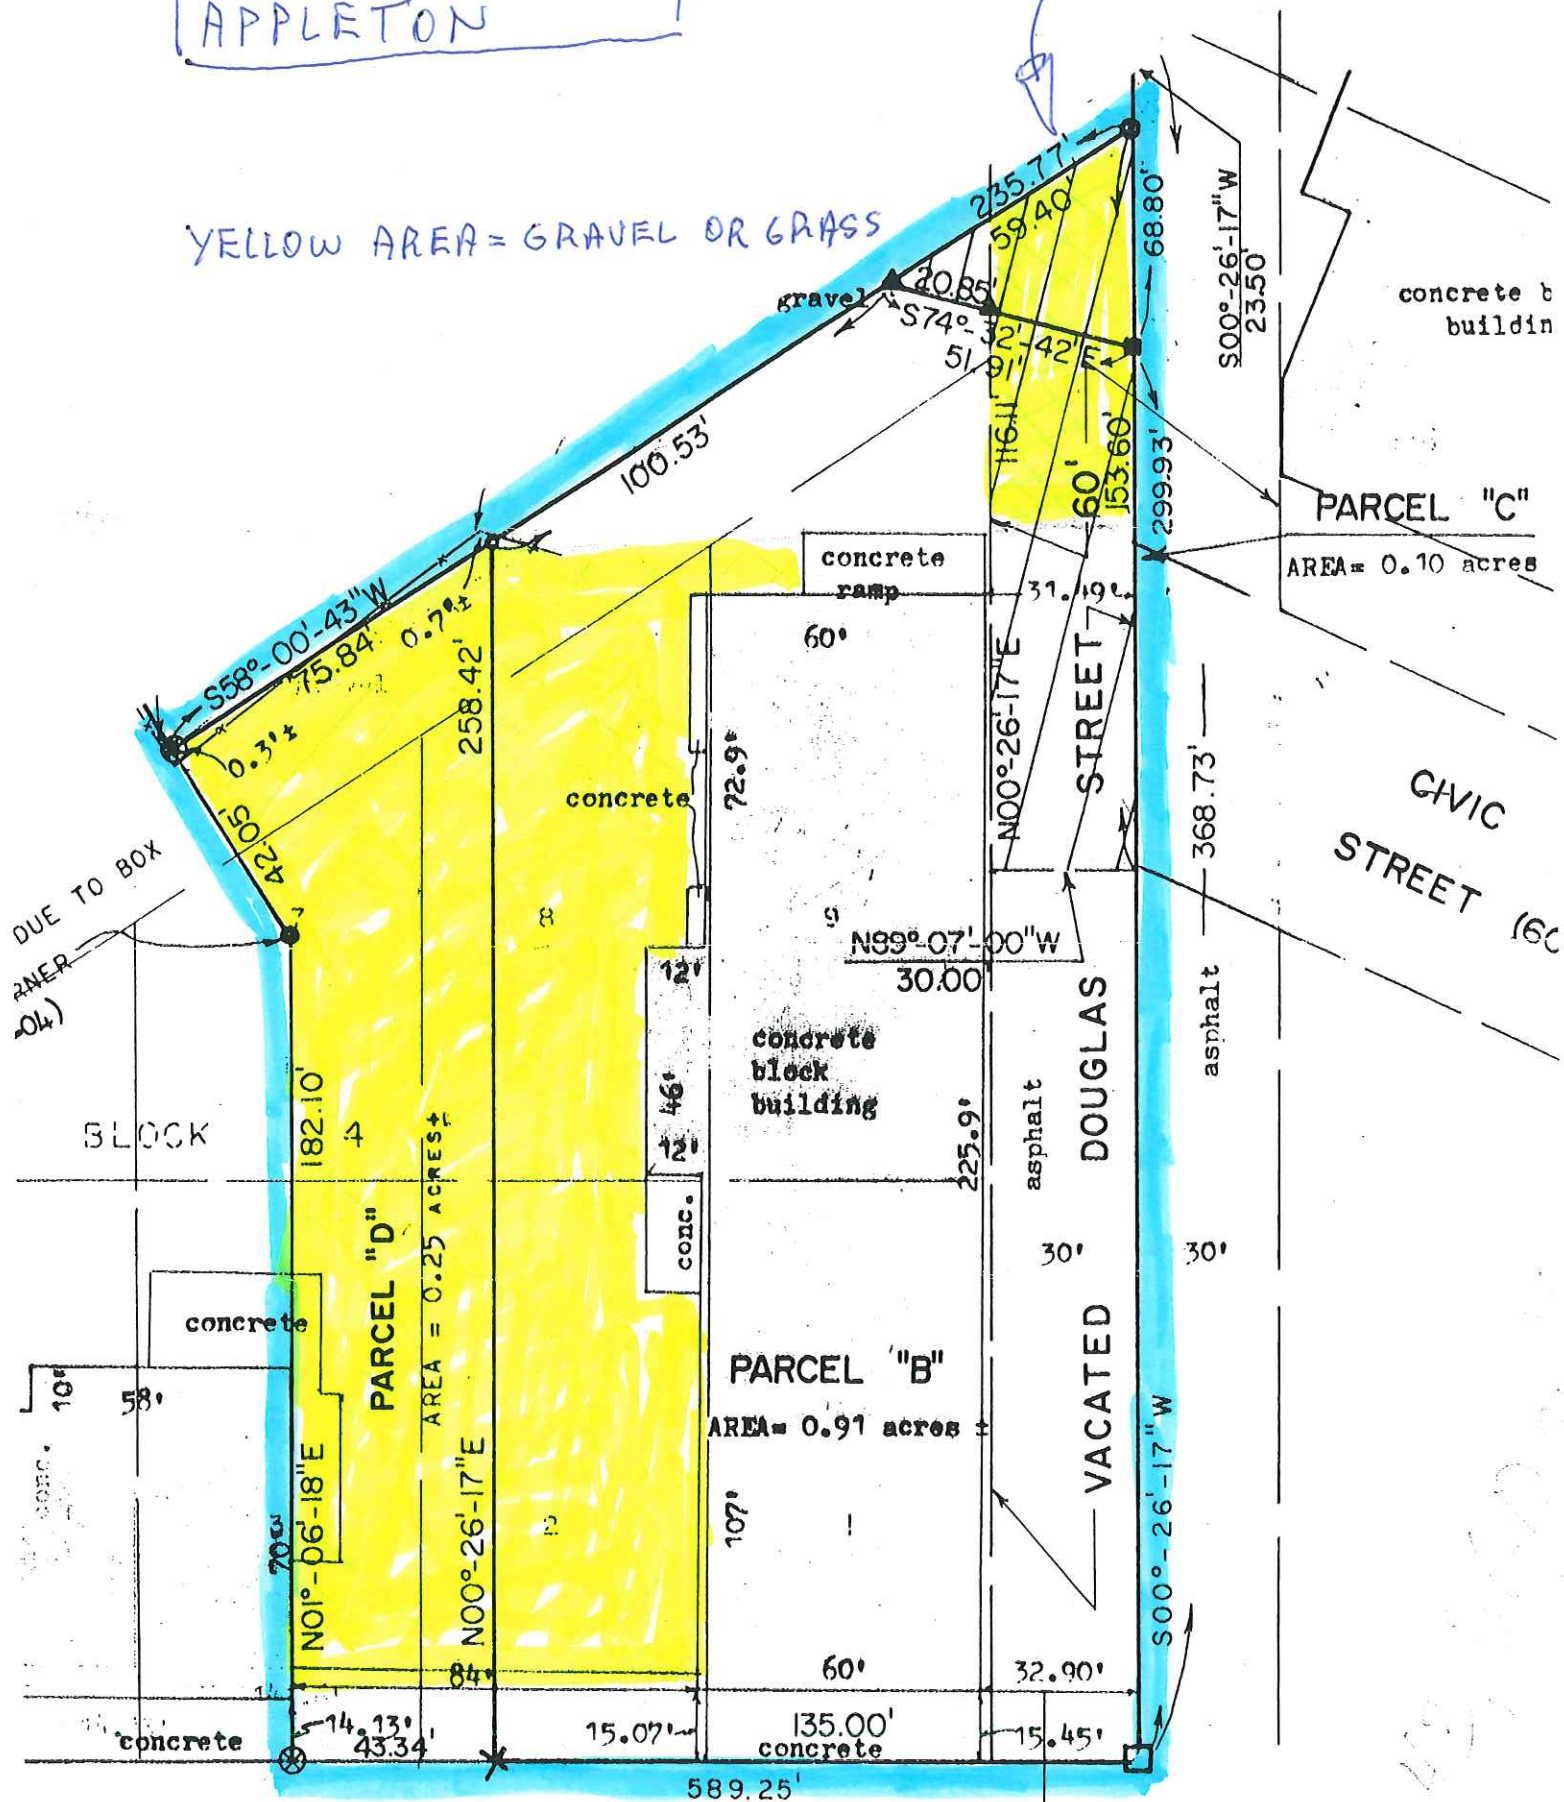 APPLETON
YELLOW AREA = GRAVEL OR GRASS
235.77'
59.40'
68.80'
S00°-26'-17"W
23.50'
gravel
20.85'
S74°-32'-42"E
51.91'
concrete b
buildin
100.53'
116.11'
60'
153.60'
299.93'
PARCEL "C"
AREA= 0.10 acres
concrete
ramp
31.49'
60'
S58°-00'-43"W
75.84'
0.7'±
0.3'±
258.42'
N00°-26'-17"E
STREET
368.73'
CIVIC
STREET (60
72.9'
concrete
42.05'
DUE TO BOX
RNER
-04)
8
9
N89°-07'-00"W
30.00
12'
46'
12'
concrete
block
building
225.9'
asphalt
DOUGLAS
asphalt
182.10'
BLOCK
4
conc.
30'
30'
concrete
PARCEL "D"
AREA = 0.25 ACRES±
PARCEL "B"
AREA= 0.91 acres ±
VACATED
10'
58'
conc.
70'
N01°-06'-18"E
N00°-26'-17"E
107'
1
S00°-26'-17"W
84'
60'
32.90'
14.13'
43.34'
15.07'
135.00'
15.45'
concrete
concrete
589.25'